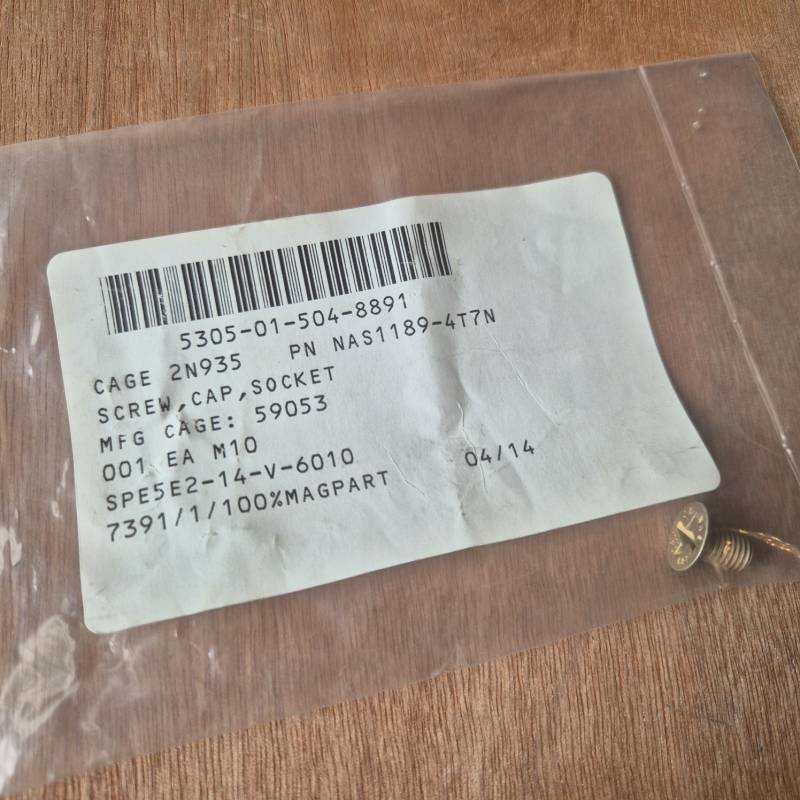 5305-01-504-8891
CAGE 2N935 PN NAS1189-4T7N
SCREW,CAP,SOCKET
MFG CAGE: 59053
001 EA M10
SPE5E2-14-V-6010 04/14
7391/1/100%MAGPART